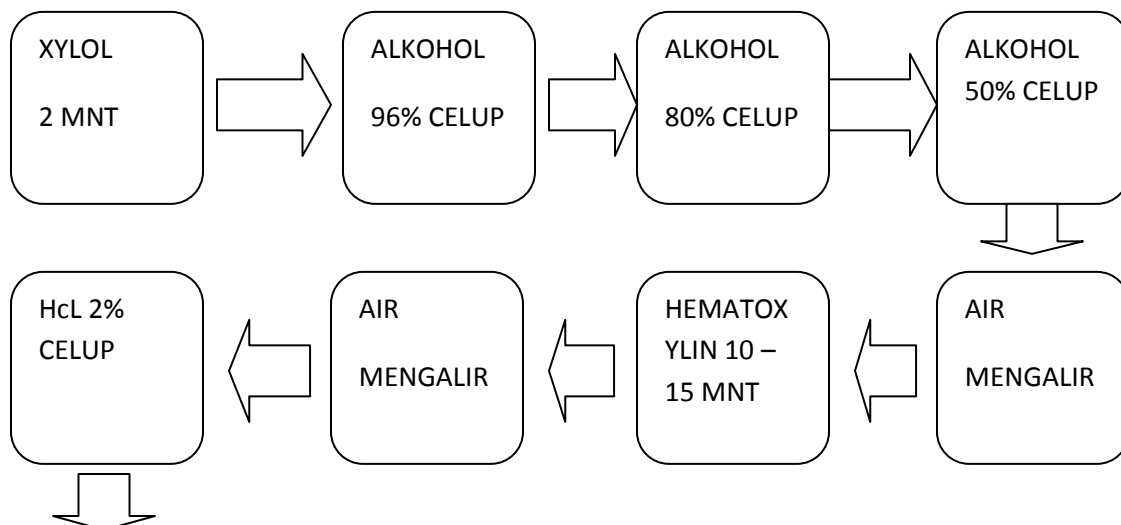 XYLOL
2 MNT
ALKOHOL
96% CELUP
ALKOHOL
80% CELUP
ALKOHOL
50% CELUP
HcL 2%
CELUP
AIR
MENGALIR
HEMATOX
YLIN 10 –
15 MNT
AIR
MENGALIR